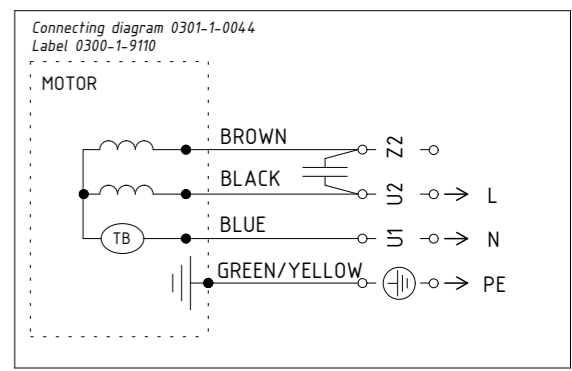 Connecting diagram 0301-1-0044
Label 0300-1-9110
MOTOR
BROWN
Z2
BLACK
U2
L
BLUE
TB
U1
N
GREEN/YELLOW
PE